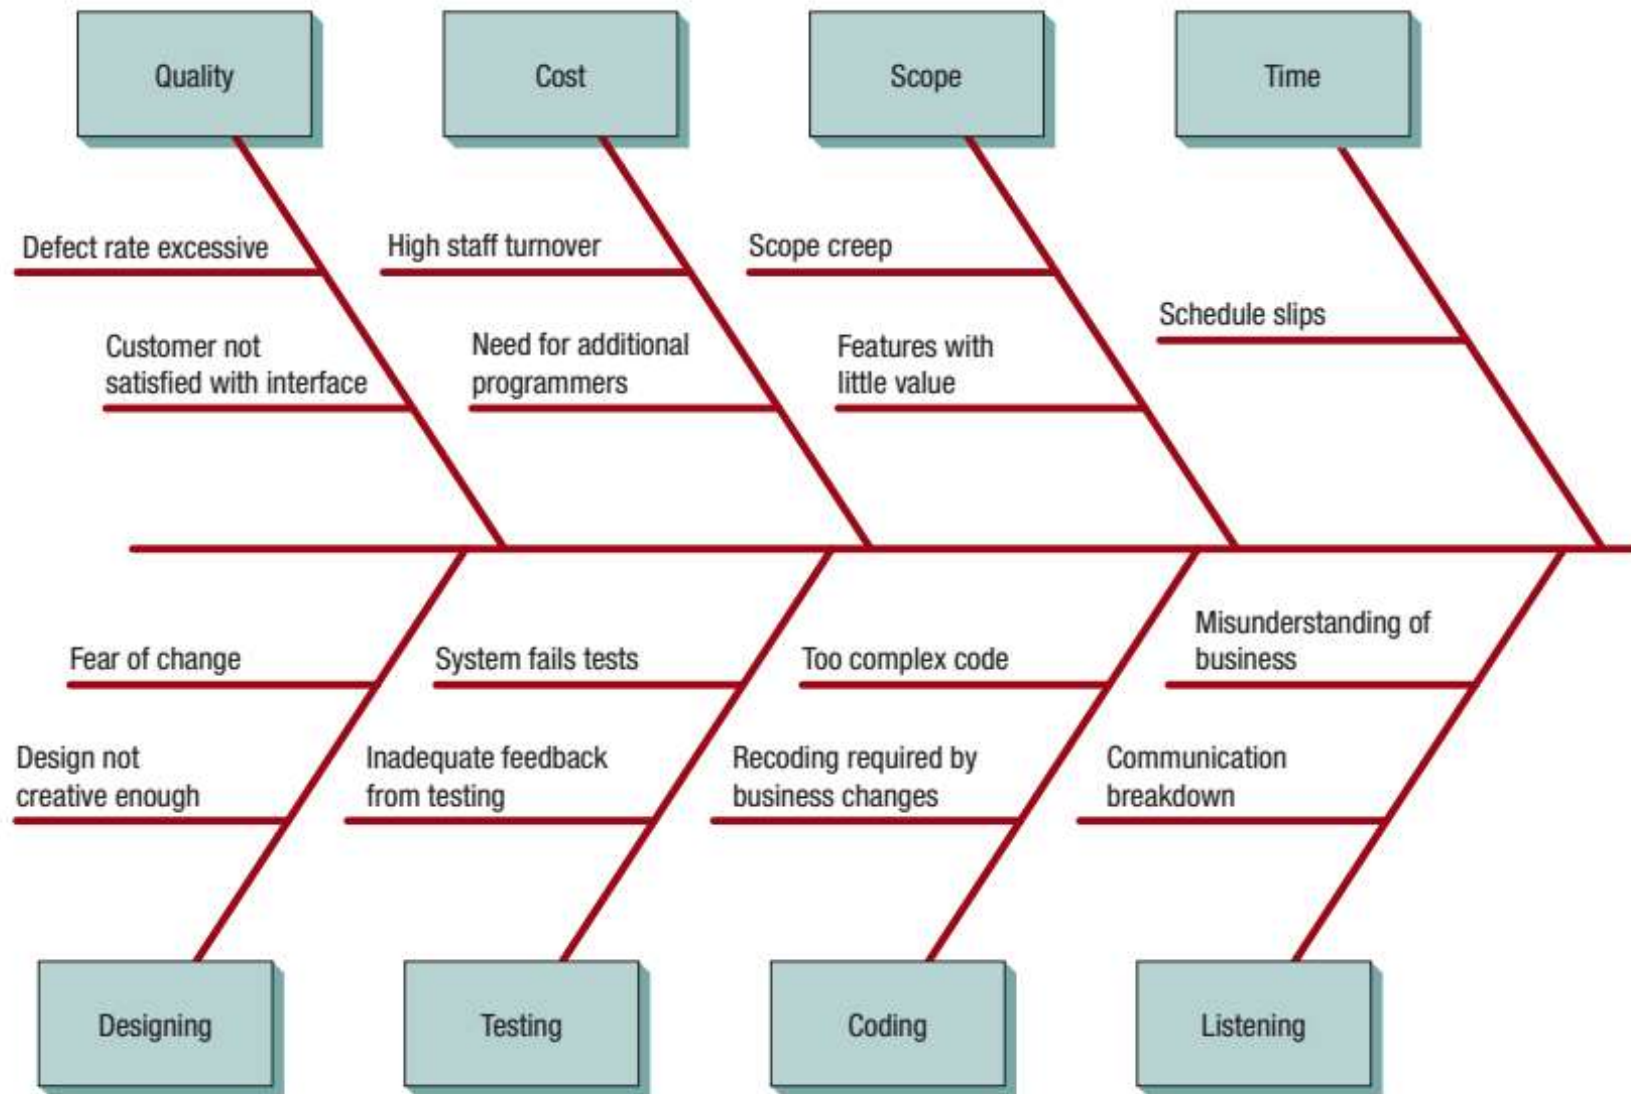 Quality
Cost
Scope
Time
Defect rate excessive
High staff turnover
Scope creep
Schedule slips
Customer not
satisfied with interface
Need for additional
programmers
Features with
little value
Fear of change
System fails tests
Too complex code
Misunderstanding of
business
Design not
creative enough
Inadequate feedback
from testing
Recoding required by
business changes
Communication
breakdown
Designing
Testing
Coding
Listening